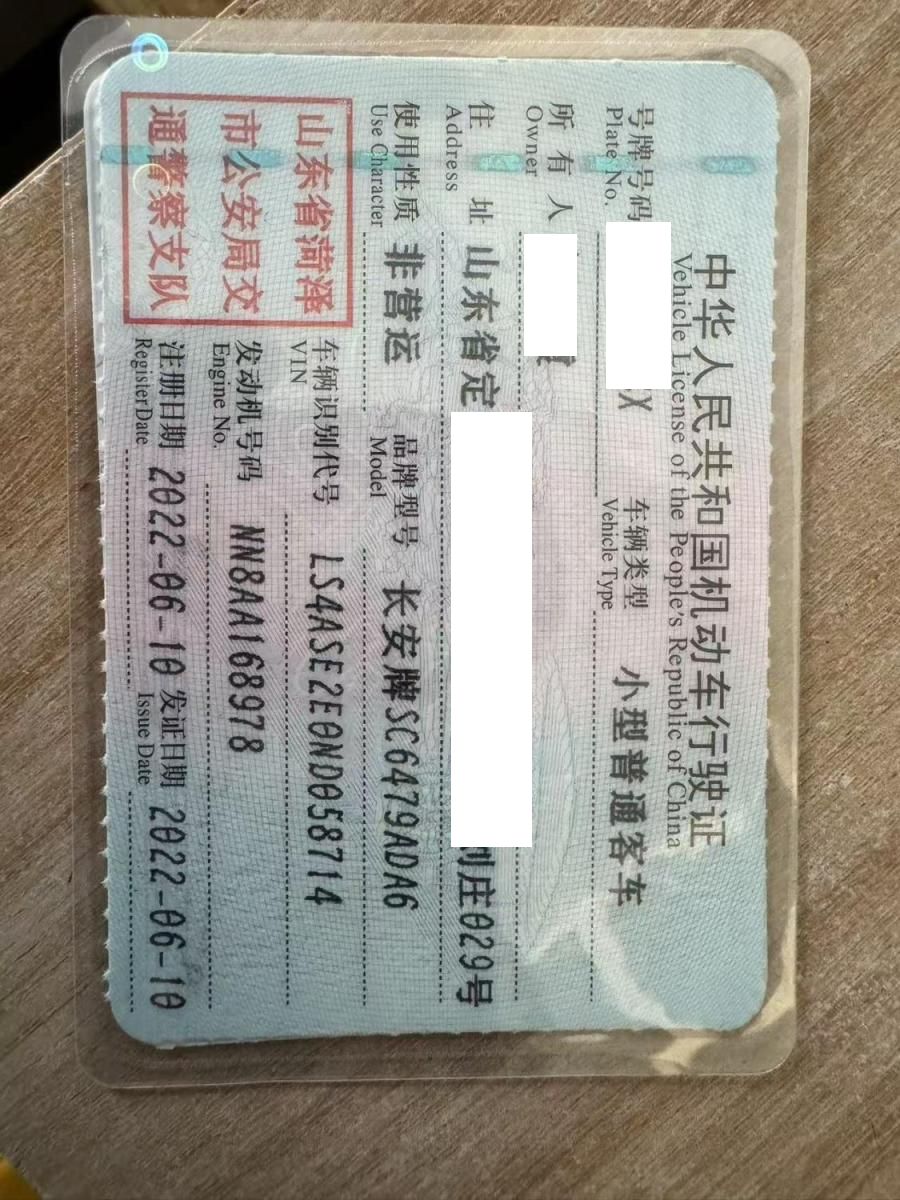 中华人民共和国机动车行驶证
Vehicle License of the People's Republic of China
号牌号码 X 车辆类型 小型普通客车
Plate No. Vehicle Type
所有人
Owner
住址 山东省定 刘庄029号
Address
使用性质 非营运 品牌型号 长安牌SC6479ADA6
Use Character Model
山东省菏泽
市公安局交
通警察支队
车辆识别代号 LS4ASE2E0ND058714
VIN
发动机号码 NN8AA168978
Engine No.
注册日期 2022-06-10 发证日期 2022-06-10
Register Date Issue Date